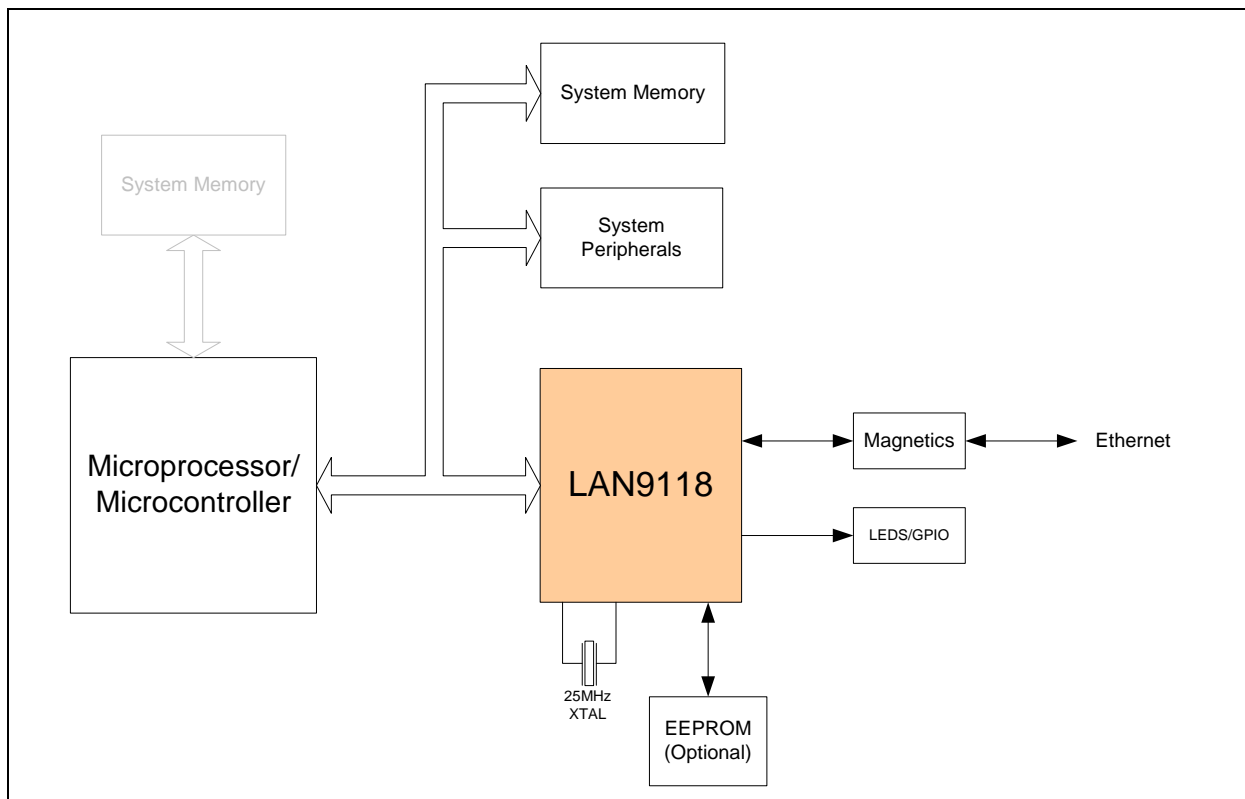 System Memory
System Memory
System
Peripherals
Microprocessor/
Microcontroller
LAN9118
Magnetics
Ethernet
LEDS/GPIO
25MHz
XTAL
EEPROM
(Optional)